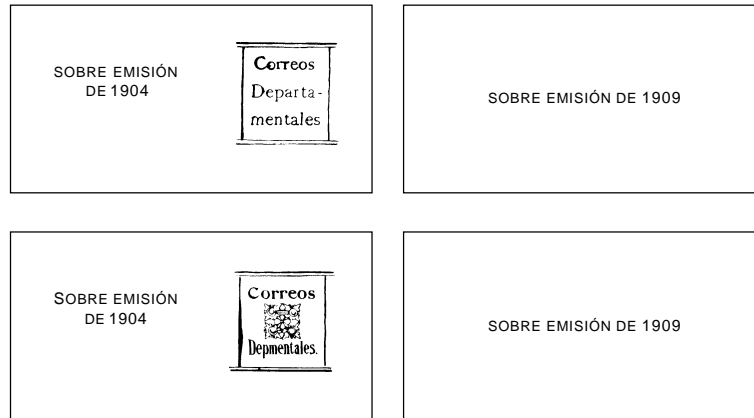 SOBRE EMISIÓN
DE 1904
Correos
Departa-
mentales
SOBRE EMISIÓN DE 1909
SOBRE EMISIÓN
DE 1904
Correos
Depmentales.
SOBRE EMISIÓN DE 1909